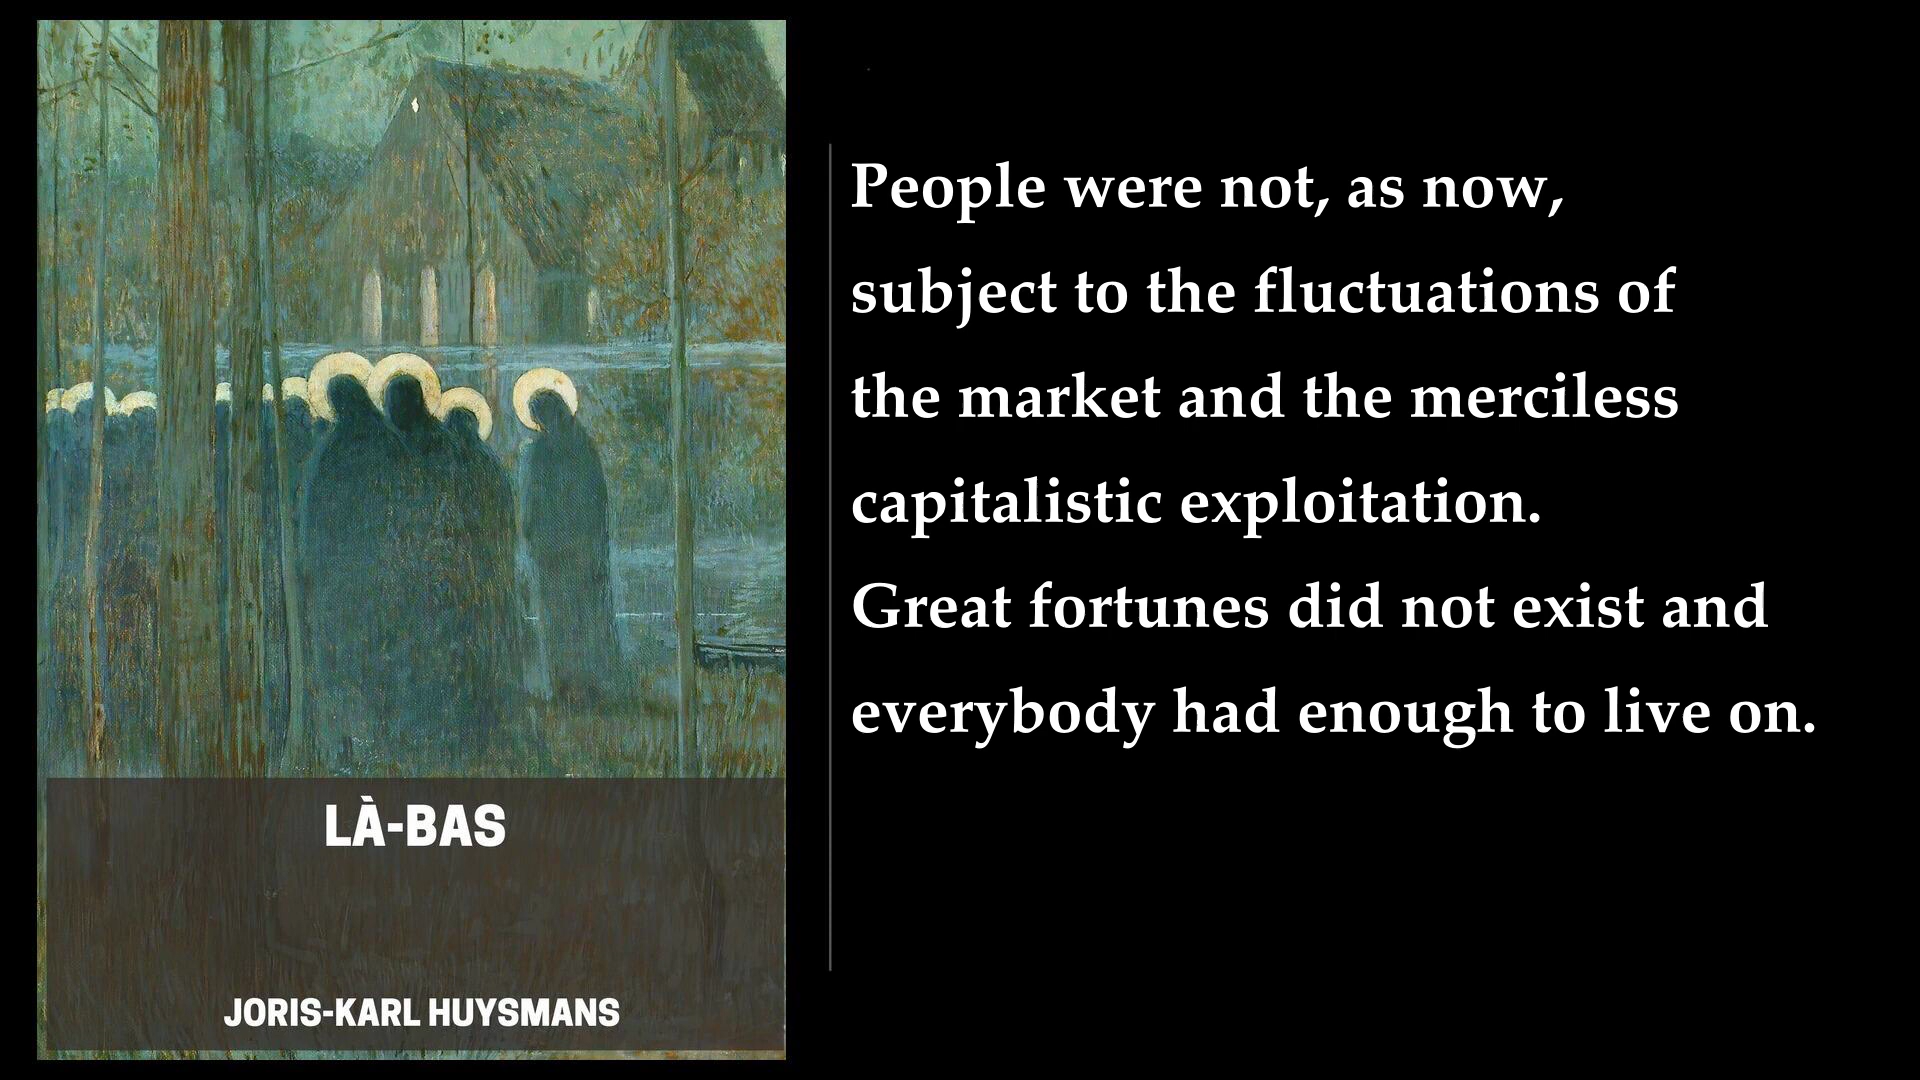 People were not, as now,
subject to the fluctuations of
the market and the merciless
capitalistic exploitation.
Great fortunes did not exist and
everybody had enough to live on.
LÀ-BAS
JORIS-KARL HUYSMANS